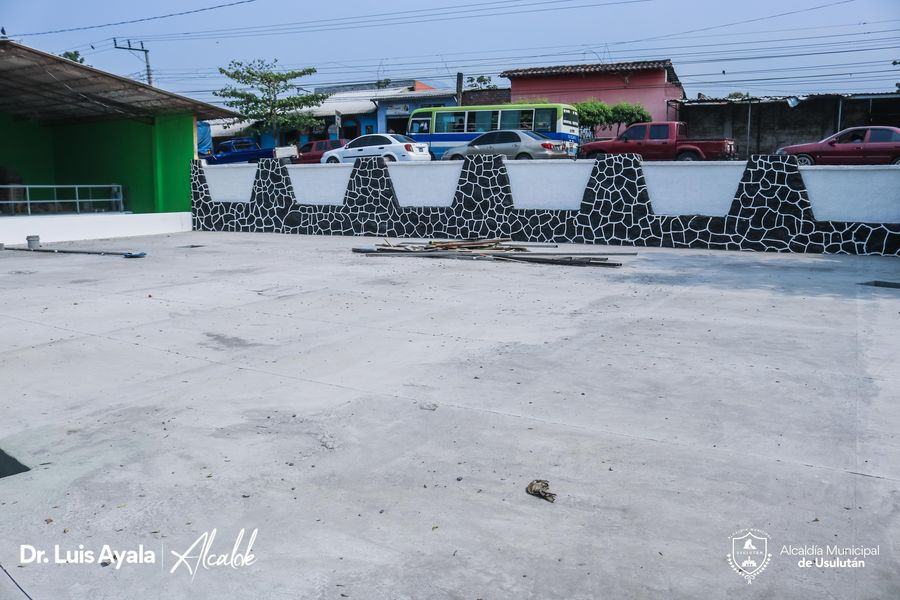 Dr. Luis Ayala | Alcalde
Alcaldía Municipal
de Usulután